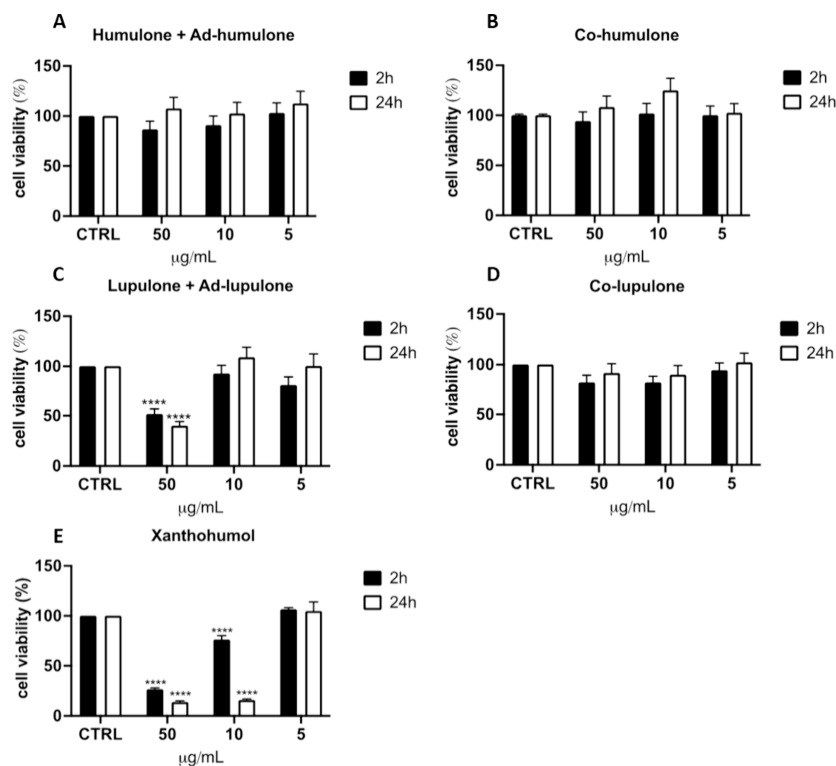 A
Humulone + Ad-humulone
150
100
50
0
cell viability (%)
CTRL 50 10 5
μg/mL
2h
24h
B
Co-humulone
150
100
50
0
cell viability (%)
CTRL 50 10 5
μg/mL
2h
24h
C
Lupulone + Ad-lupulone
150
100
50
0
cell viability (%)
****
****
CTRL 50 10 5
μg/mL
2h
24h
D
Co-lupulone
150
100
50
0
cell viability (%)
CTRL 50 10 5
μg/mL
2h
24h
E
Xanthohumol
150
100
50
0
cell viability (%)
****
****
****
****
CTRL 50 10 5
μg/mL
2h
24h